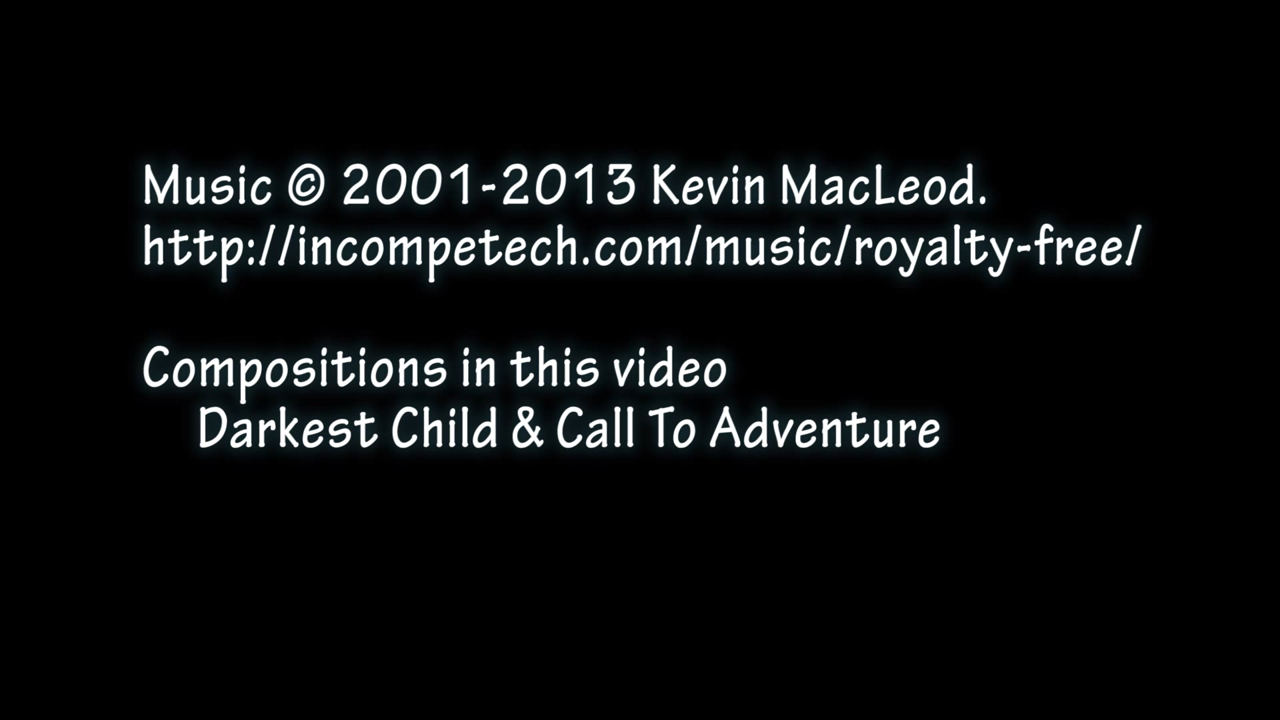 Music © 2001-2013 Kevin MacLeod.
http://incompetech.com/music/royalty-free/
Compositions in this video
Darkest Child & Call To Adventure